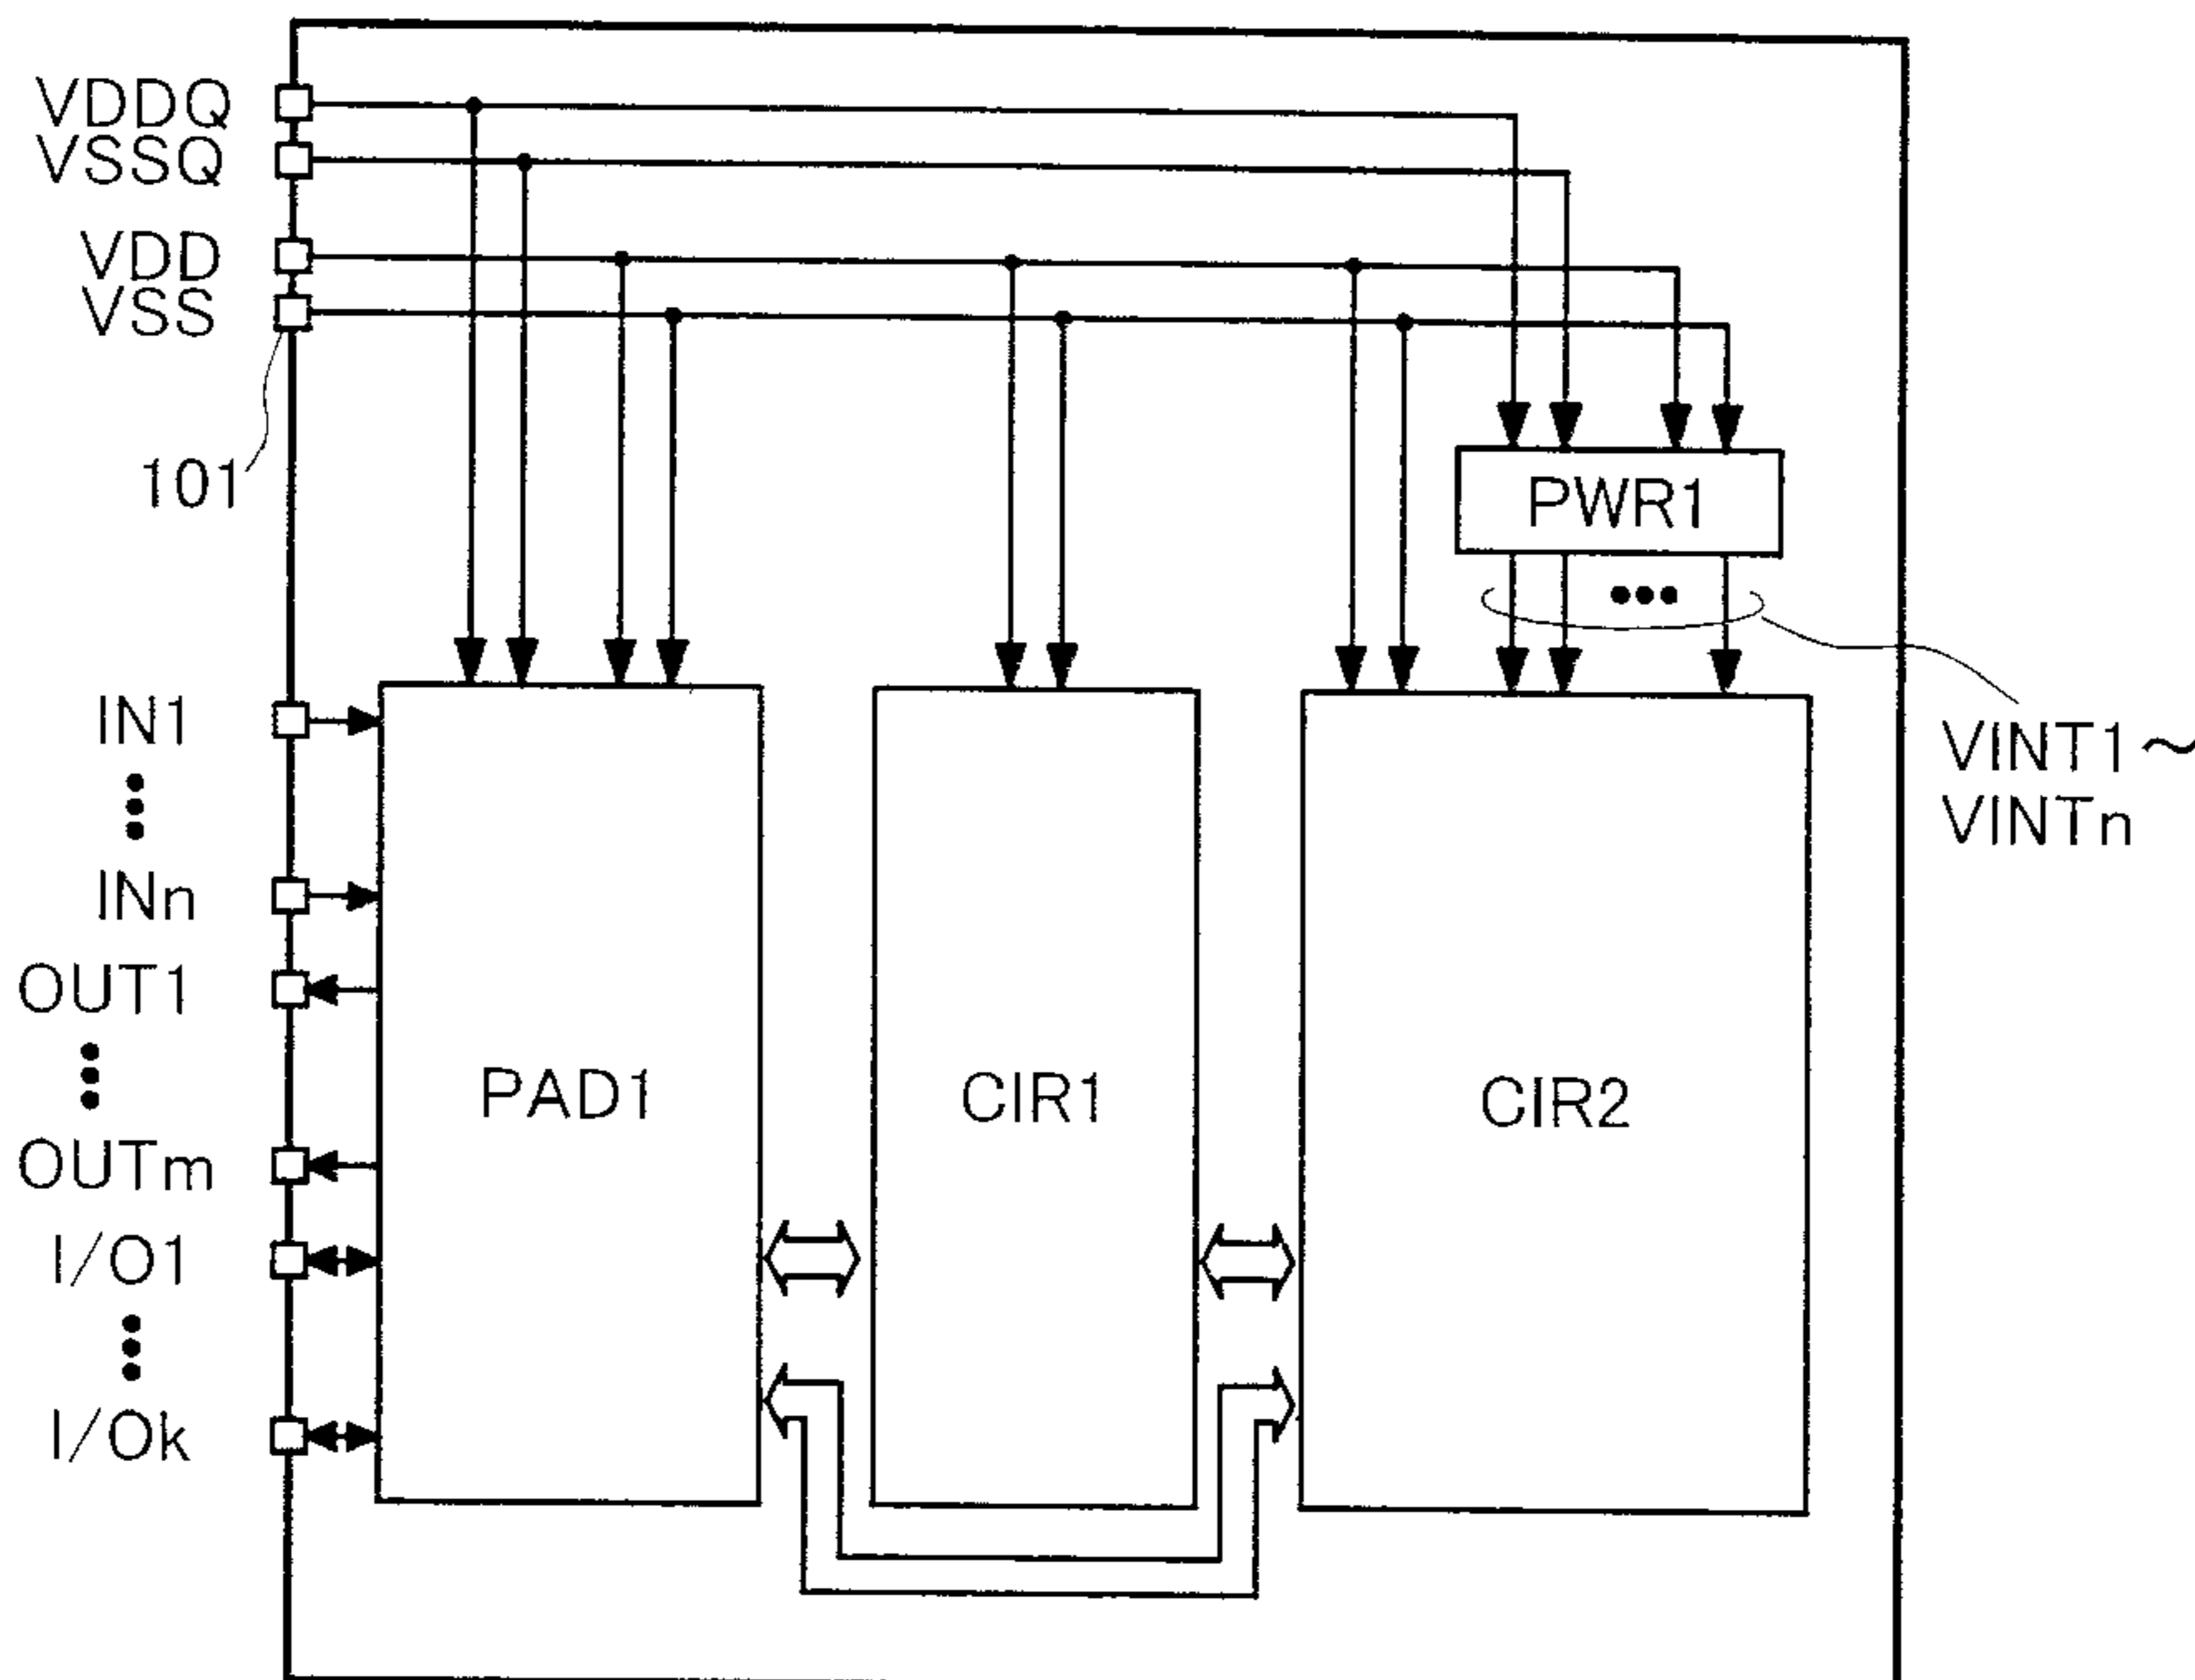 VDDQ
VSSQ
VDD
VSS
101
PWR1
IN1
INn
VINT1~
VINTn
OUT1
OUTm
PAD1
CIR1
CIR2
I/O1
I/Ok